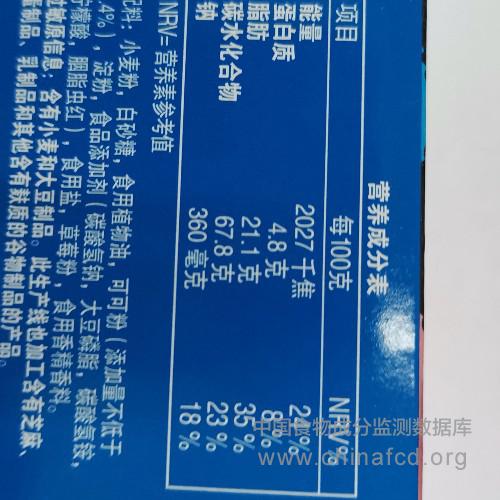 营养成分表
项目 每100克 NRV%
能量 2027 千焦 24%
蛋白质 4.8 克 8%
脂肪 21.1 克 35%
碳水化合物 67.8 克 23%
钠 360 毫克 18%
NRV= 营养素参考值
配料：小麦粉，白砂糖，食用植物油，可可粉（添加量不低于
4%），淀粉，食品添加剂（碳酸氢钠，大豆磷脂，碳酸氢铵，
柠檬酸，胭脂虫红），食用盐，草莓粉，食用香精香料。
过敏原信息：含有小麦和大豆制品。此生产线也加工含有芝麻、
制品、乳制品和其他含有麸质的谷物制品的产品。
中国食物成分监测数据库
www.chinafcd.org